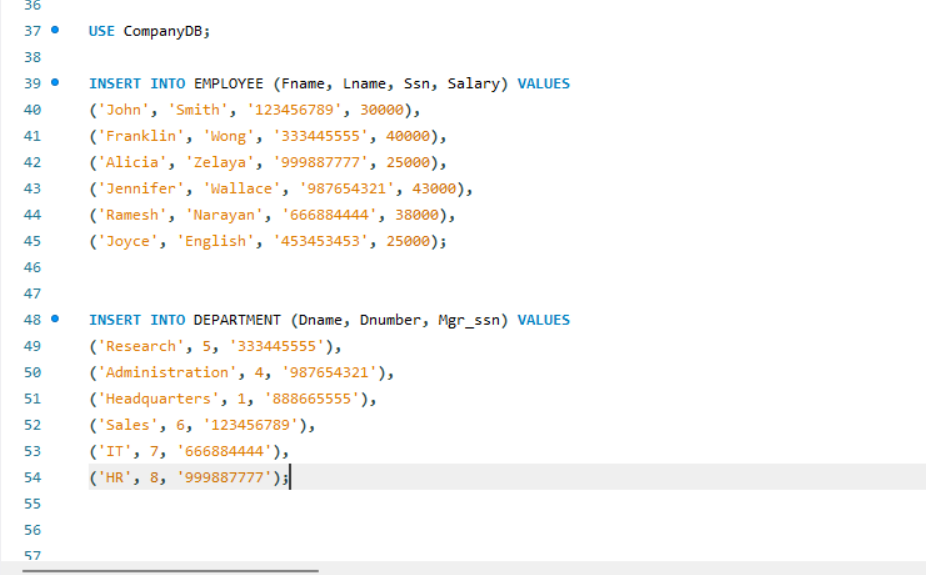 36
37 USE CompanyDB;
38
39 INSERT INTO EMPLOYEE (Fname, Lname, Ssn, Salary) VALUES
40 ('John', 'Smith', '123456789', 30000),
41 ('Franklin', 'Wong', '333445555', 40000),
42 ('Alicia', 'Zelaya', '999887777', 25000),
43 ('Jennifer', 'Wallace', '987654321', 43000),
44 ('Ramesh', 'Narayan', '666884444', 38000),
45 ('Joyce', 'English', '453453453', 25000);
46
47
48 INSERT INTO DEPARTMENT (Dname, Dnumber, Mgr_ssn) VALUES
49 ('Research', 5, '333445555'),
50 ('Administration', 4, '987654321'),
51 ('Headquarters', 1, '888665555'),
52 ('Sales', 6, '123456789'),
53 ('IT', 7, '666884444'),
54 ('HR', 8, '999887777');
55
56
57